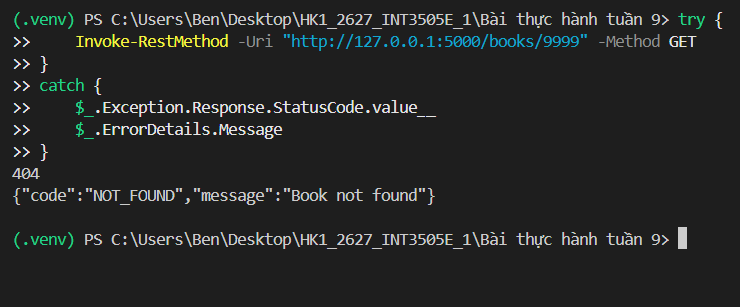 (.venv) PS C:\Users\Ben\Desktop\HK1_2627_INT3505E_1\Bài thực hành tuần 9> try {
>>     Invoke-RestMethod -Uri "http://127.0.0.1:5000/books/9999" -Method GET
>> }
>> catch {
>>     $_.Exception.Response.StatusCode.value__
>>     $_.ErrorDetails.Message
>> }
404
{"code":"NOT_FOUND","message":"Book not found"}
(.venv) PS C:\Users\Ben\Desktop\HK1_2627_INT3505E_1\Bài thực hành tuần 9>